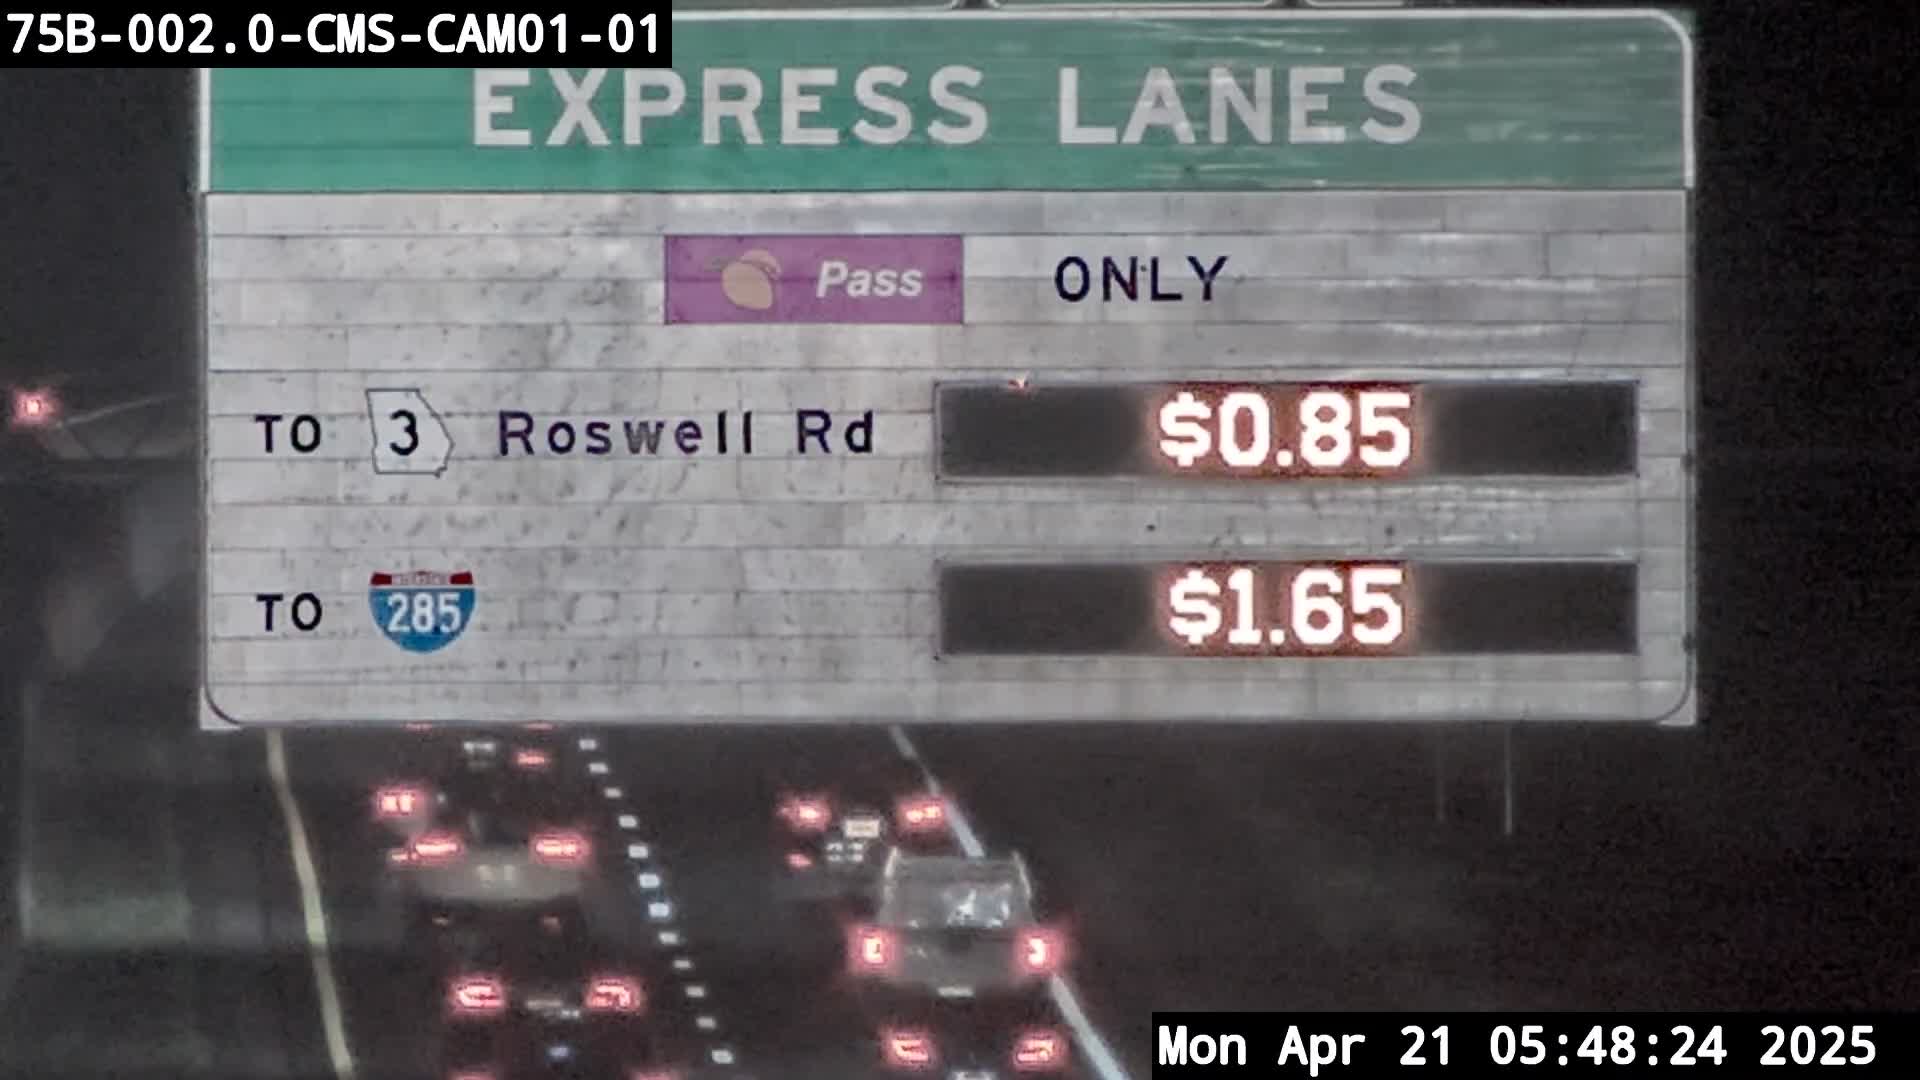 75B-002.0-CMS-CAM01-01
EXPRESS LANES
Pass ONLY
TO 3 Roswell Rd $0.85
TO 285 $1.65
Mon Apr 21 05:48:24 2025